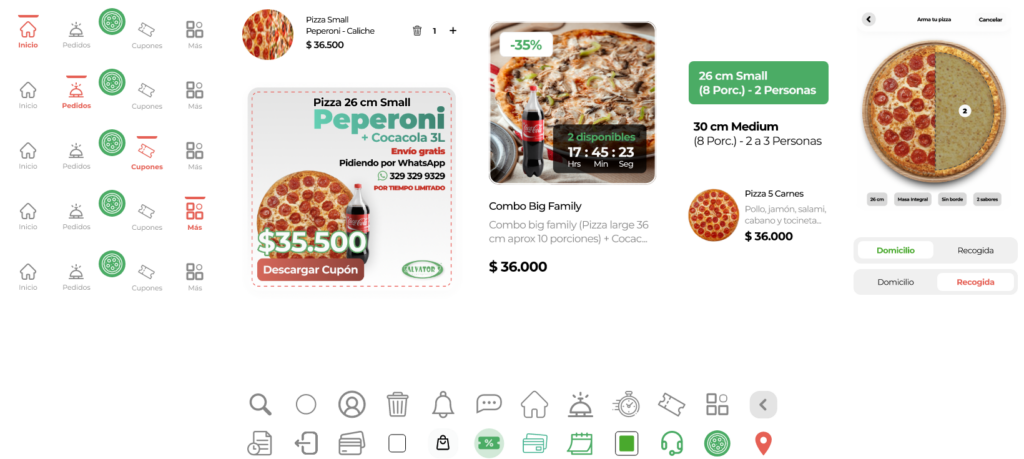 Inicio
Pedidos
Cupones
Más
Inicio
Pedidos
Cupones
Más
Inicio
Pedidos
Cupones
Más
Inicio
Pedidos
Cupones
Más
Inicio
Pedidos
Cupones
Más
Pizza Small
Peperoni - Caliche
$ 36.500
1 +
Pizza 26 cm Small
Peperoni
+ Cocacola 3L
Envío gratis
Pidiendo por WhatsApp
329 329 9329
POR TIEMPO LIMITADO
$35.500
Descargar Cupón
SALVATOR'S
-35%
Coca-Cola
2 disponibles
17 : 45 : 23
Hrs Min Seg
Combo Big Family
Combo big family (Pizza large 36
cm aprox 10 porciones) + Cocac...
$ 36.000
26 cm Small
(8 Porc.) - 2 Personas
30 cm Medium
(8 Porc.) - 2 a 3 Personas
Pizza 5 Carnes
Pollo, jamón, salami,
cabano y tocineta...
$ 36.000
Arma tu pizza
Cancelar
2
26 cm
Masa Integral
Sin borde
2 sabores
Domicilio
Recogida
Domicilio
Recogida
%